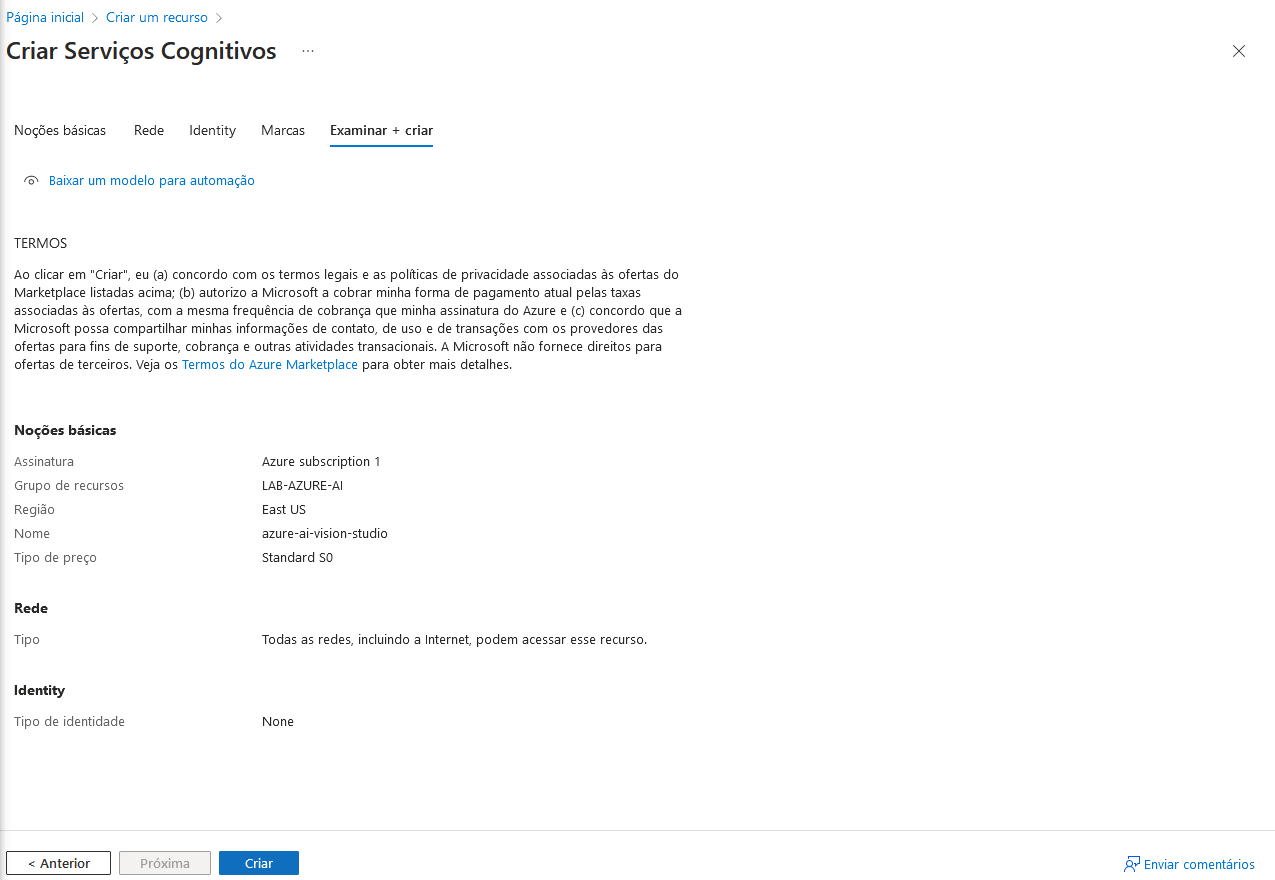 Página inicial > Criar um recurso >
Criar Serviços Cognitivos ...
Noções básicas Rede Identity Marcas Examinar + criar
Baixar um modelo para automação
TERMOS
Ao clicar em "Criar", eu (a) concordo com os termos legais e as políticas de privacidade associadas às ofertas do
Marketplace listadas acima; (b) autorizo a Microsoft a cobrar minha forma de pagamento atual pelas taxas
associadas às ofertas, com a mesma frequência de cobrança que minha assinatura do Azure e (c) concordo que a
Microsoft possa compartilhar minhas informações de contato, de uso e de transações com os provedores das
ofertas para fins de suporte, cobrança e outras atividades transacionais. A Microsoft não fornece direitos para
ofertas de terceiros. Veja os Termos do Azure Marketplace para obter mais detalhes.
Noções básicas
Assinatura Azure subscription 1
Grupo de recursos LAB-AZURE-AI
Região East US
Nome azure-ai-vision-studio
Tipo de preço Standard S0
Rede
Tipo Todas as redes, incluindo a Internet, podem acessar esse recurso.
Identity
Tipo de identidade None
< Anterior Próxima Criar Enviar comentários